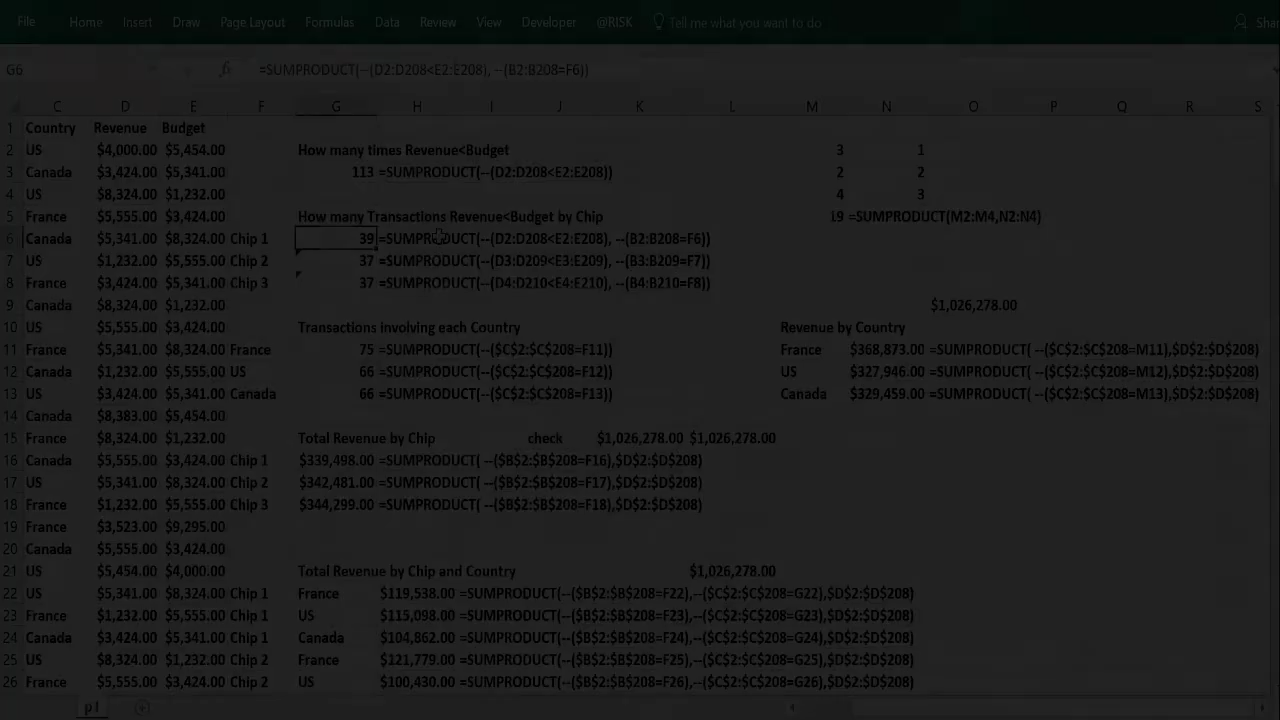 File Home Insert Draw Page Layout Formulas Data Review View Developer @RISK Tell me what you want to do Shar
G6 fx =SUMPRODUCT(--(D2:D208<E2:E208), --(B2:B208=F6))
C D E F G H I J K L M N O P Q R S
1 Country Revenue Budget
2 US $4,000.00 $5,454.00 How many times Revenue<Budget 3 1
3 Canada $3,424.00 $5,341.00 113 =SUMPRODUCT(--(D2:D208<E2:E208)) 2 2
4 US $8,324.00 $1,232.00 4 3
5 France $5,555.00 $3,424.00 How many Transactions Revenue<Budget by Chip 19 =SUMPRODUCT(M2:M4,N2:N4)
6 Canada $5,341.00 $8,324.00 Chip 1 39 =SUMPRODUCT(--(D2:D208<E2:E208), --(B2:B208=F6))
7 US $1,232.00 $5,555.00 Chip 2 37 =SUMPRODUCT(--(D3:D209<E3:E209), --(B3:B209=F7))
8 France $3,424.00 $5,341.00 Chip 3 37 =SUMPRODUCT(--(D4:D210<E4:E210), --(B4:B210=F8))
9 Canada $8,324.00 $1,232.00 $1,026,278.00
10 US $5,555.00 $3,424.00 Transactions involving each Country Revenue by Country
11 France $5,341.00 $8,324.00 France 75 =SUMPRODUCT(--($C$2:$C$208=F11)) France $368,873.00 =SUMPRODUCT( --($C$2:$C$208=M11),$D$2:$D$208)
12 Canada $1,232.00 $5,555.00 US 66 =SUMPRODUCT(--($C$2:$C$208=F12)) US $327,946.00 =SUMPRODUCT( --($C$2:$C$208=M12),$D$2:$D$208)
13 US $3,424.00 $5,341.00 Canada 66 =SUMPRODUCT(--($C$2:$C$208=F13)) Canada $329,459.00 =SUMPRODUCT( --($C$2:$C$208=M13),$D$2:$D$208)
14 Canada $8,383.00 $5,454.00
15 France $8,324.00 $1,232.00 Total Revenue by Chip check $1,026,278.00 $1,026,278.00
16 Canada $5,555.00 $3,424.00 Chip 1 $339,498.00 =SUMPRODUCT( --($B$2:$B$208=F16),$D$2:$D$208)
17 US $5,341.00 $8,324.00 Chip 2 $342,481.00 =SUMPRODUCT( --($B$2:$B$208=F17),$D$2:$D$208)
18 France $1,232.00 $5,555.00 Chip 3 $344,299.00 =SUMPRODUCT( --($B$2:$B$208=F18),$D$2:$D$208)
19 France $3,523.00 $9,295.00
20 Canada $5,555.00 $3,424.00
21 US $5,454.00 $4,000.00 Total Revenue by Chip and Country $1,026,278.00
22 US $5,341.00 $8,324.00 Chip 1 France $119,538.00 =SUMPRODUCT(--($B$2:$B$208=F22),--($C$2:$C$208=G22),$D$2:$D$208)
23 France $1,232.00 $5,555.00 Chip 1 US $115,098.00 =SUMPRODUCT(--($B$2:$B$208=F23),--($C$2:$C$208=G23),$D$2:$D$208)
24 Canada $3,424.00 $5,341.00 Chip 1 Canada $104,862.00 =SUMPRODUCT(--($B$2:$B$208=F24),--($C$2:$C$208=G24),$D$2:$D$208)
25 US $8,324.00 $1,232.00 Chip 2 France $121,779.00 =SUMPRODUCT(--($B$2:$B$208=F25),--($C$2:$C$208=G25),$D$2:$D$208)
26 France $5,555.00 $3,424.00 Chip 2 US $100,430.00 =SUMPRODUCT(--($B$2:$B$208=F26),--($C$2:$C$208=G26),$D$2:$D$208)
p1